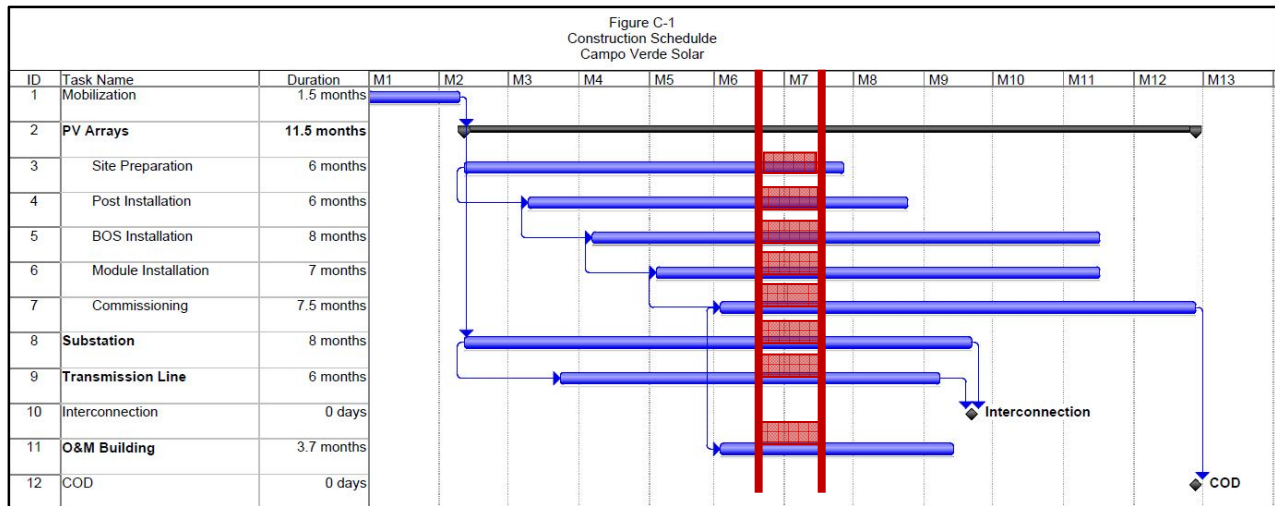 Figure C-1
Construction Schedulde
Campo Verde Solar
ID Task Name Duration M1 M2 M3 M4 M5 M6 M7 M8 M9 M10 M11 M12 M13
1 Mobilization 1.5 months
2 PV Arrays 11.5 months
3 Site Preparation 6 months
4 Post Installation 6 months
5 BOS Installation 8 months
6 Module Installation 7 months
7 Commissioning 7.5 months
8 Substation 8 months
9 Transmission Line 6 months
10 Interconnection 0 days Interconnection
11 O&M Building 3.7 months
12 COD 0 days COD